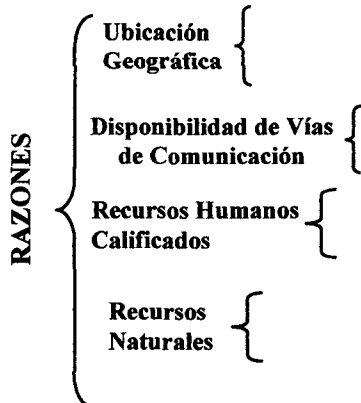 RAZONES
Ubicación
Geográfica
Disponibilidad de Vías
de Comunicación
Recursos Humanos
Calificados
Recursos
Naturales